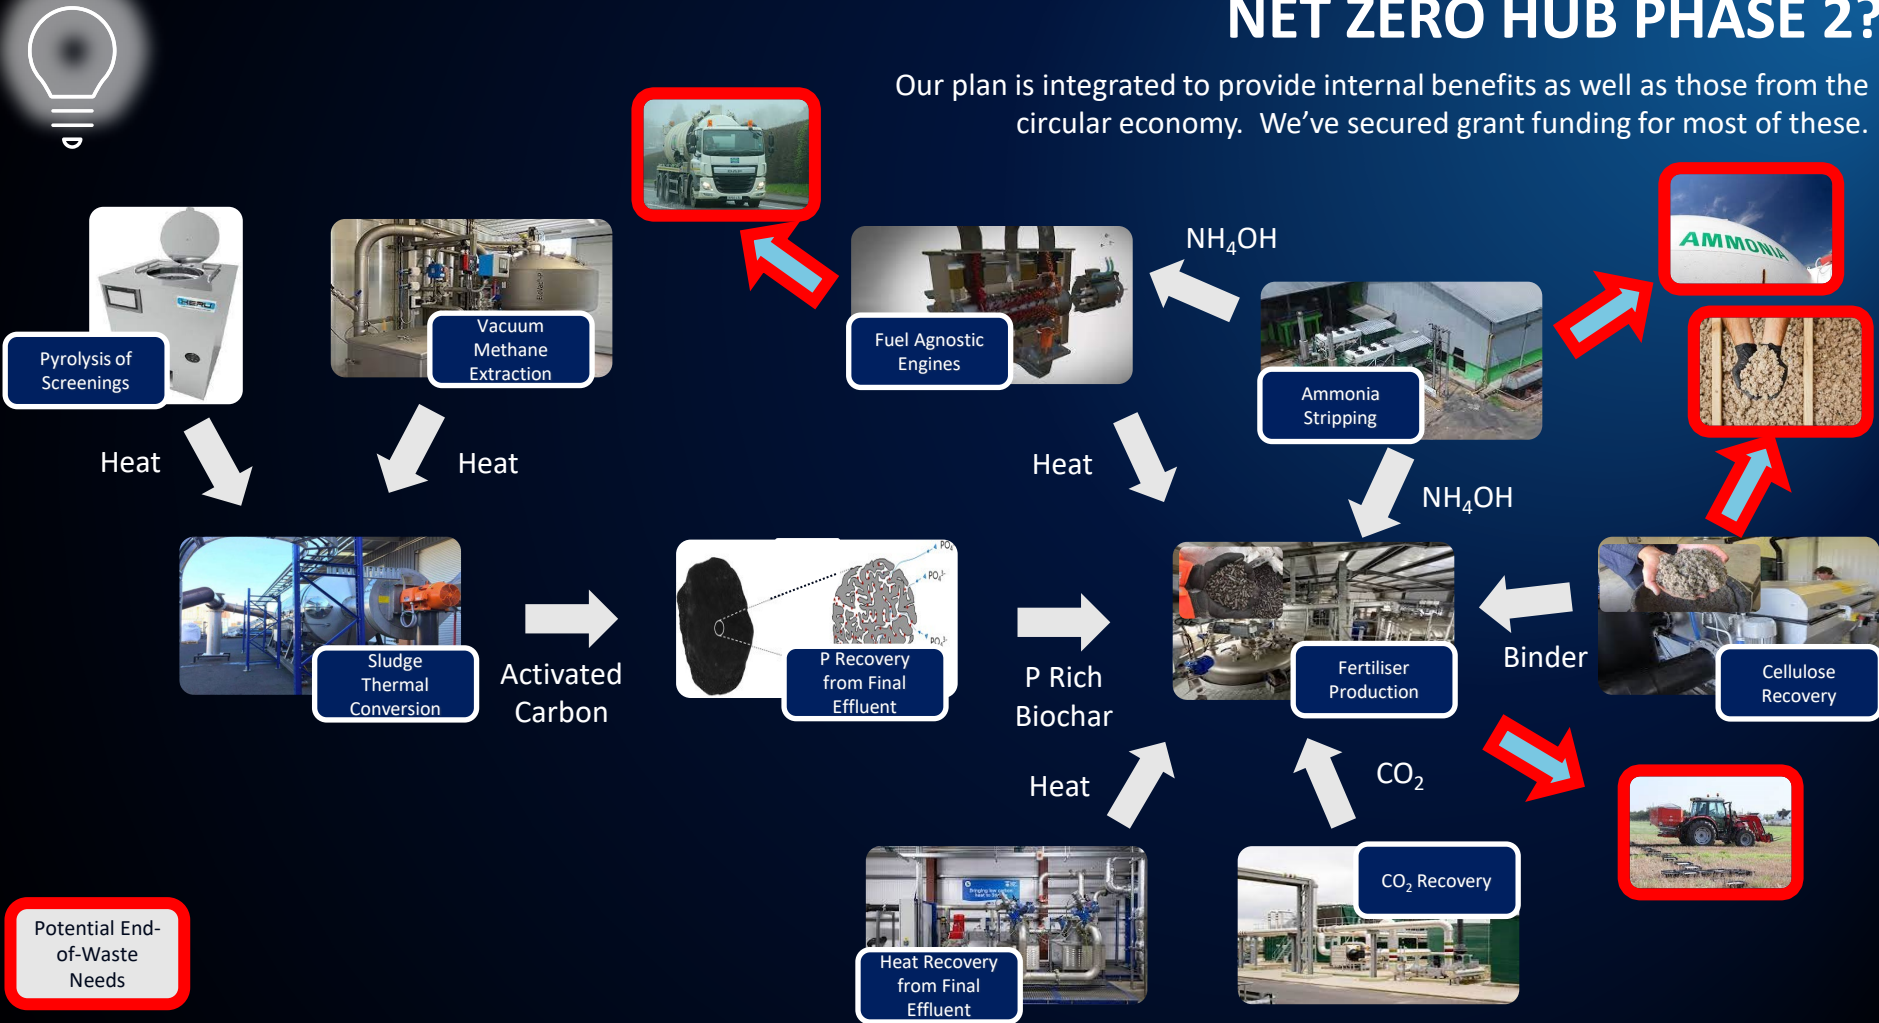 NET ZERO HUB PHASE 2?
Our plan is integrated to provide internal benefits as well as those from the
circular economy.  We've secured grant funding for most of these.
AMMONIA
NH₄OH
Pyrolysis of
Screenings
Vacuum
Methane
Extraction
Fuel Agnostic
Engines
Ammonia
Stripping
Heat
Heat
Heat
NH₄OH
PO₄
PO₄³⁻
PO₄³⁻
Sludge
Thermal
Conversion
Activated
Carbon
P Recovery
from Final
Effluent
P Rich
Biochar
Fertiliser
Production
Binder
Cellulose
Recovery
Heat
CO₂
CO₂ Recovery
Heat Recovery
from Final
Effluent
Potential End-
of-Waste
Needs